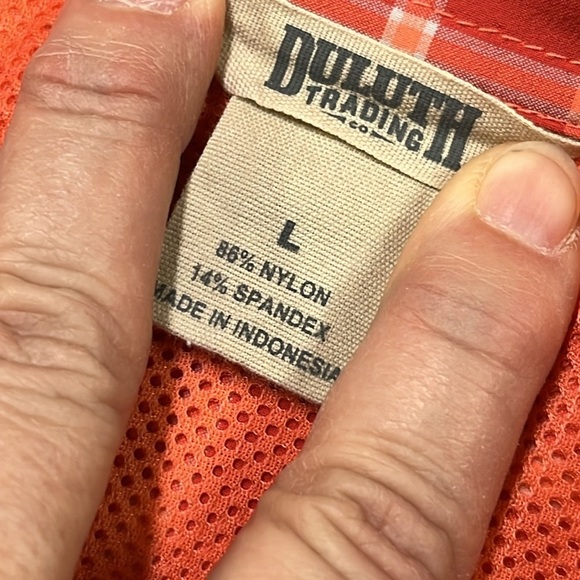 DULUTH
TRADING
CO
L
86% NYLON
14% SPANDEX
MADE IN INDONESIA